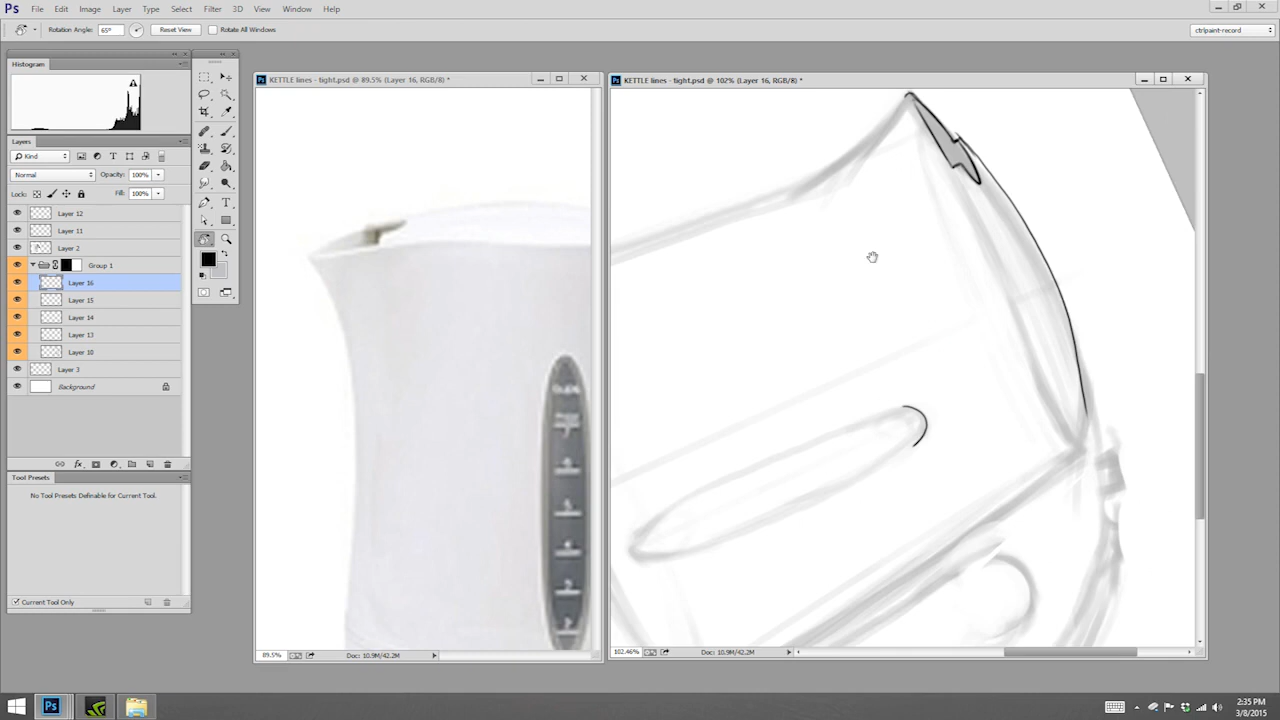 Ps File Edit Image Layer Type Select Filter 3D View Window Help
Rotation Angle: 65° Reset View Rotate All Windows ctripaint-record
Histogram
Layers
Kind
Normal Opacity: 100%
Lock: Fill: 100%
Layer 12
Layer 11
Layer 2
Group 1
Layer 16
Layer 15
Layer 14
Layer 13
Layer 10
Layer 3
Background
fx
Tool Presets
No Tool Presets Definable for Current Tool.
Current Tool Only
KETTLE lines - tight.psd @ 89.5% (Layer 16, RGB/8) *
89.5% Doc: 10.9M/42.2M
KETTLE lines - tight.psd @ 102% (Layer 16, RGB/8) *
102.46% Doc: 10.9M/42.2M
Ps
2:35 PM
3/8/2015